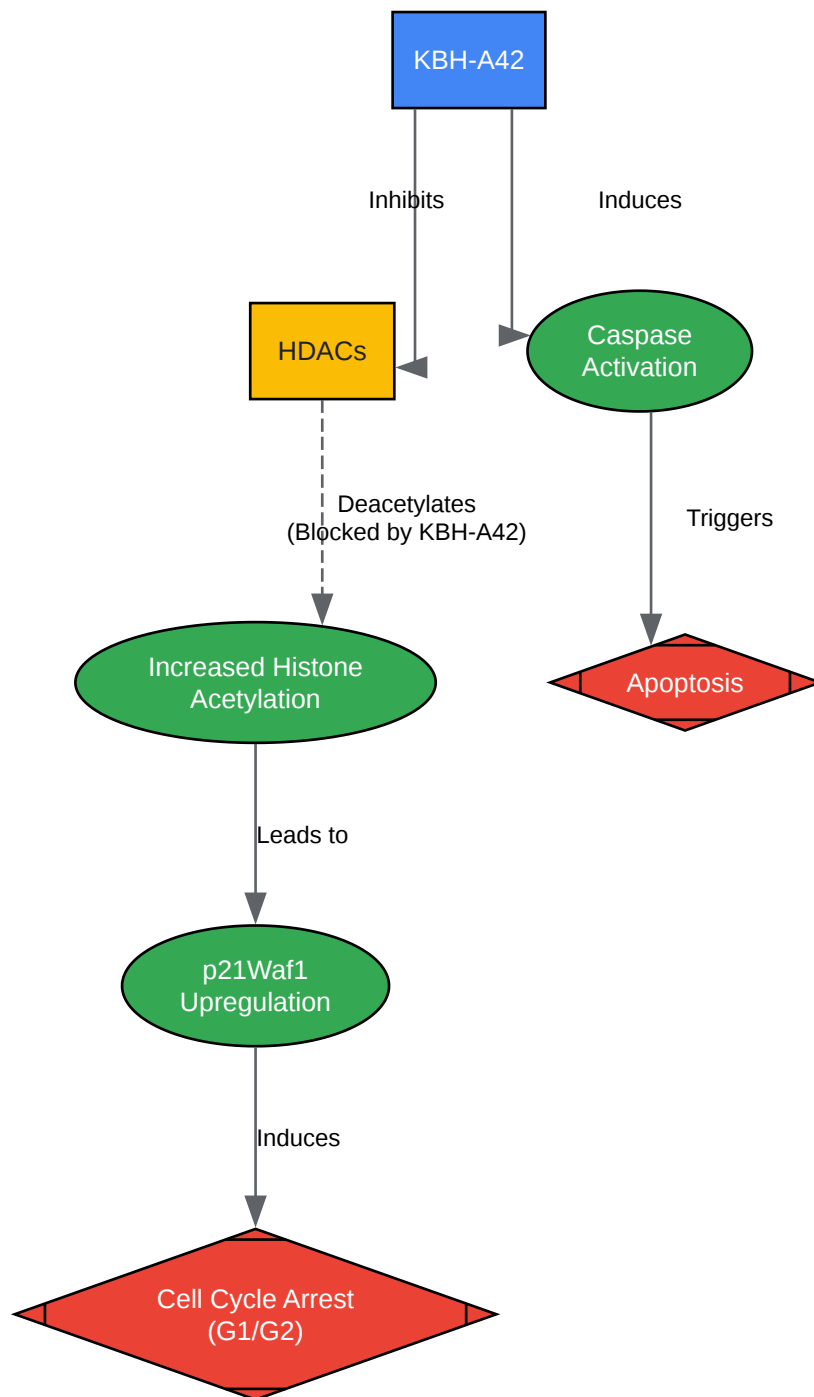 KBH-A42
Inhibits
Induces
HDACs
Caspase
Activation
Deacetylates
(Blocked by KBH-A42)
Triggers
Increased Histone
Acetylation
Apoptosis
Leads to
p21Waf1
Upregulation
Induces
Cell Cycle Arrest
(G1/G2)